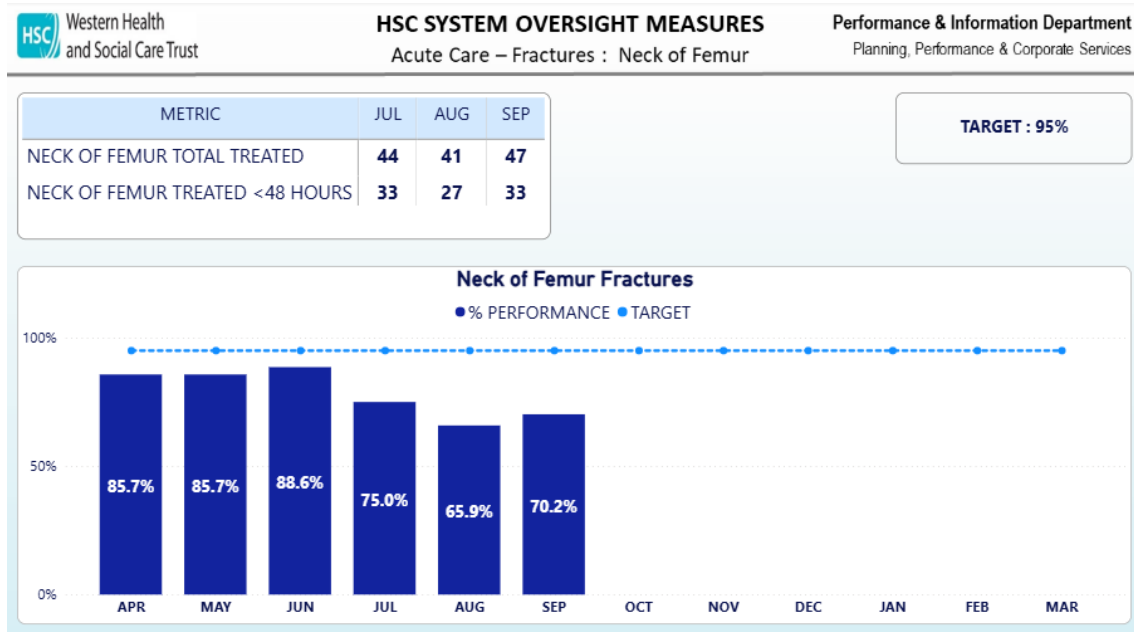 HSC
Western Health
and Social Care Trust
HSC SYSTEM OVERSIGHT MEASURES
Acute Care – Fractures : Neck of Femur
Performance & Information Department
Planning, Performance & Corporate Services
METRIC JUL AUG SEP
NECK OF FEMUR TOTAL TREATED 44 41 47
NECK OF FEMUR TREATED <48 HOURS 33 27 33
TARGET : 95%
Neck of Femur Fractures
% PERFORMANCE TARGET
100%
50%
0%
85.7% 85.7% 88.6% 75.0% 65.9% 70.2%
APR MAY JUN JUL AUG SEP OCT NOV DEC JAN FEB MAR